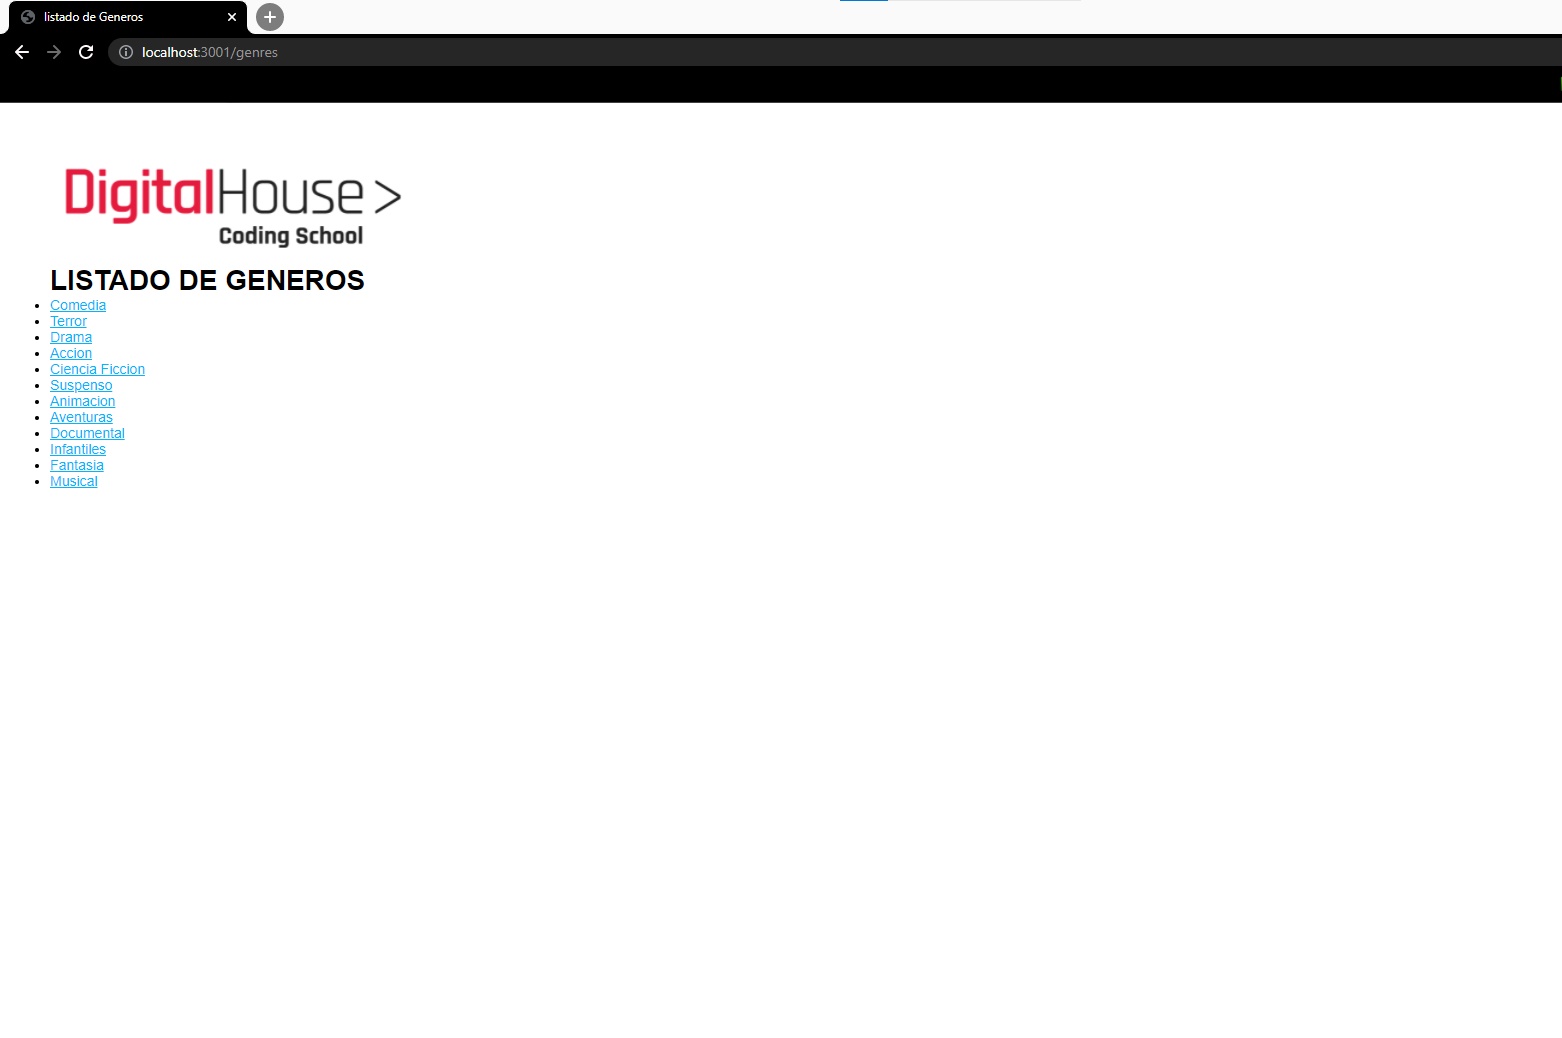 listado de Generos
localhost:3001/genres
DigitalHouse >
Coding School
LISTADO DE GENEROS
Comedia
Terror
Drama
Accion
Ciencia Ficcion
Suspenso
Animacion
Aventuras
Documental
Infantiles
Fantasia
Musical